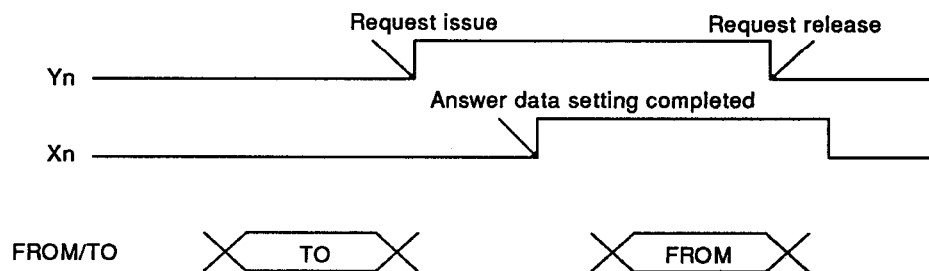 Request issue
Request release
Yn
Answer data setting completed
Xn
FROM/TO
TO
FROM